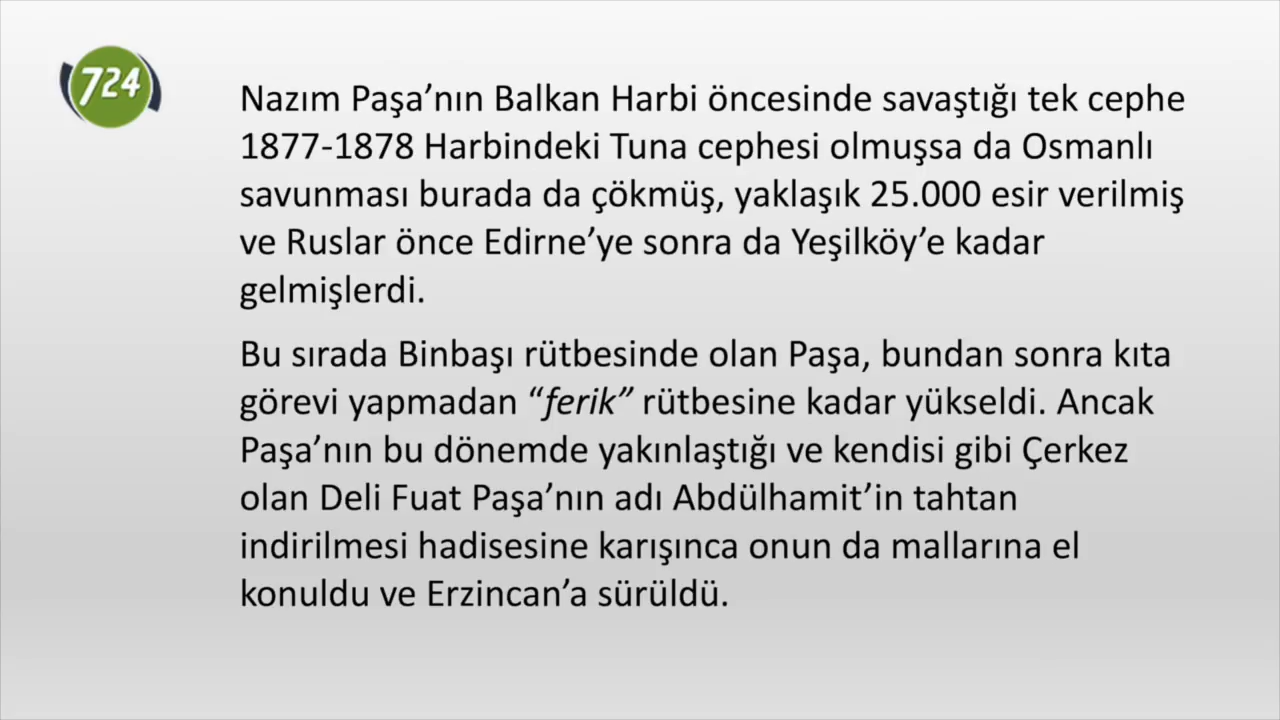 724
Nazım Paşa’nın Balkan Harbi öncesinde savaştığı tek cephe
1877-1878 Harbindeki Tuna cephesi olmuşsa da Osmanlı
savunması burada da çökmüş, yaklaşık 25.000 esir verilmiş
ve Ruslar önce Edirne’ye sonra da Yeşilköy’e kadar
gelmişlerdi.
Bu sırada Binbaşı rütbesinde olan Paşa, bundan sonra kıta
görevi yapmadan “ferik” rütbesine kadar yükseldi. Ancak
Paşa’nın bu dönemde yakınlaştığı ve kendisi gibi Çerkez
olan Deli Fuat Paşa’nın adı Abdülhamit’in tahtan
indirilmesi hadisesine karışınca onun da mallarına el
konuldu ve Erzincan’a sürüldü.